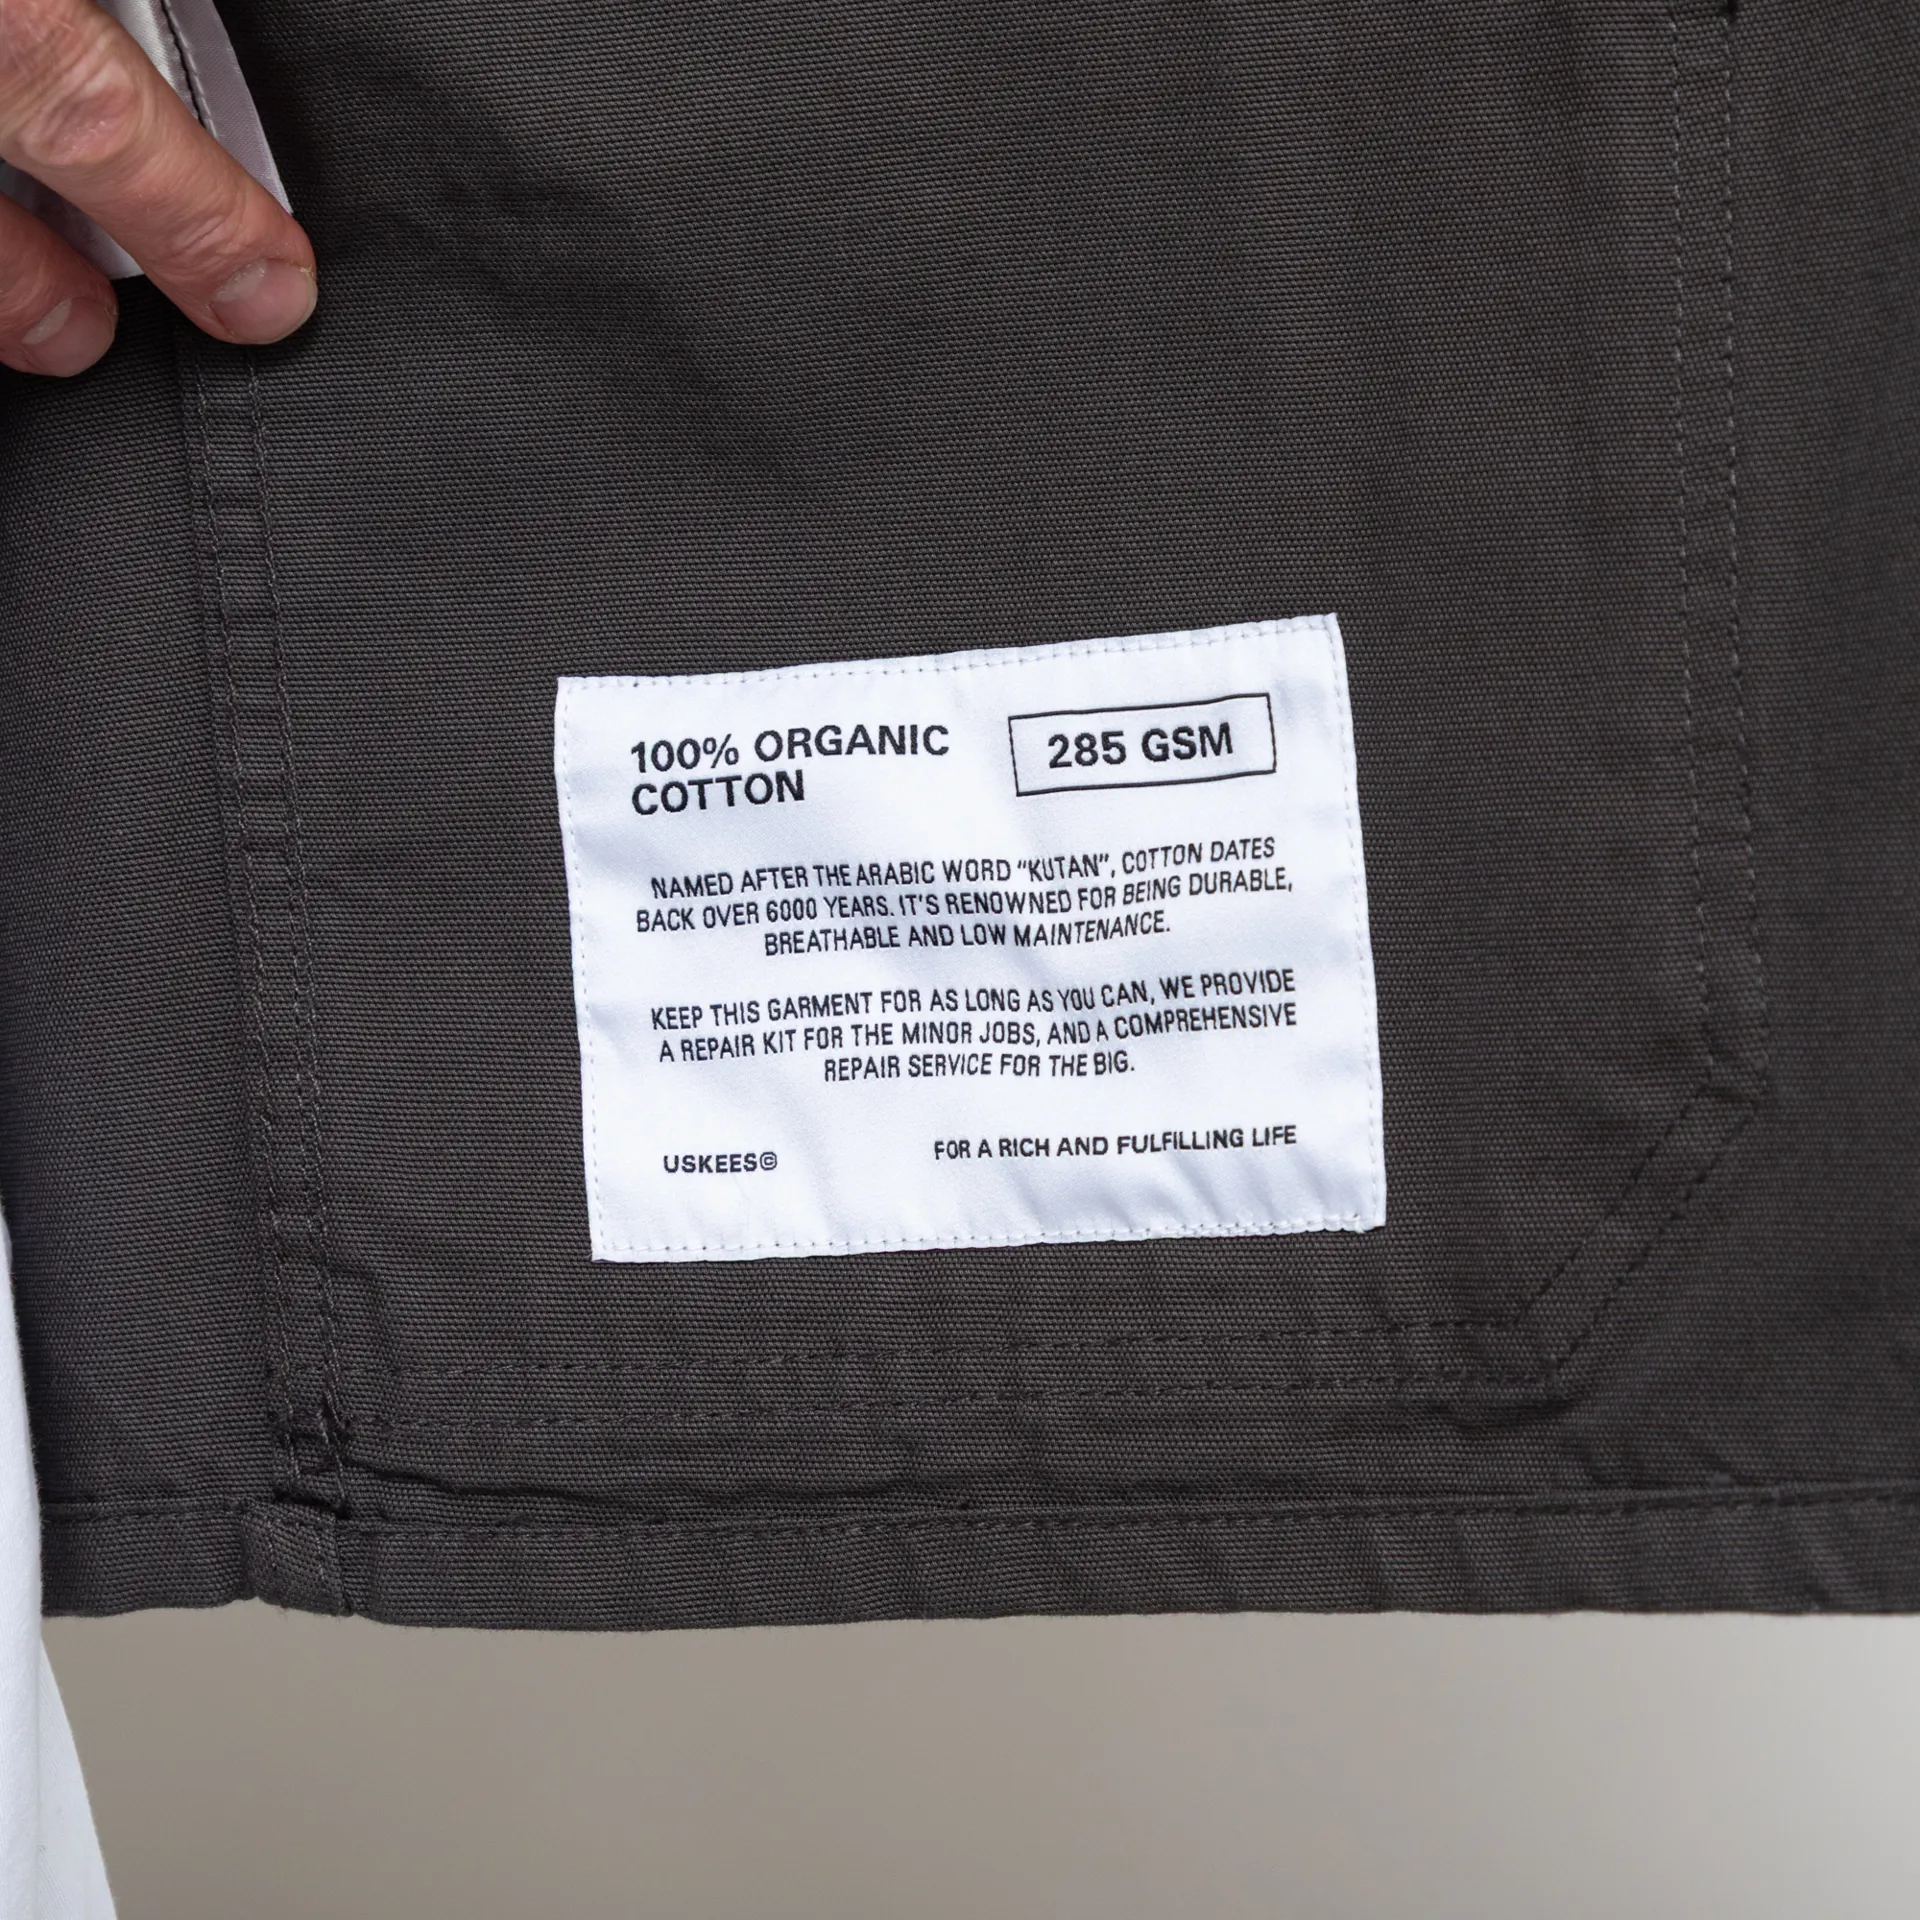 100% ORGANIC
COTTON
285 GSM
NAMED AFTER THE ARABIC WORD “KUTAN”, COTTON DATES
BACK OVER 6000 YEARS. IT'S RENOWNED FOR BEING DURABLE,
BREATHABLE AND LOW MAINTENANCE.
KEEP THIS GARMENT FOR AS LONG AS YOU CAN, WE PROVIDE
A REPAIR KIT FOR THE MINOR JOBS, AND A COMPREHENSIVE
REPAIR SERVICE FOR THE BIG.
USKEES©
FOR A RICH AND FULFILLING LIFE